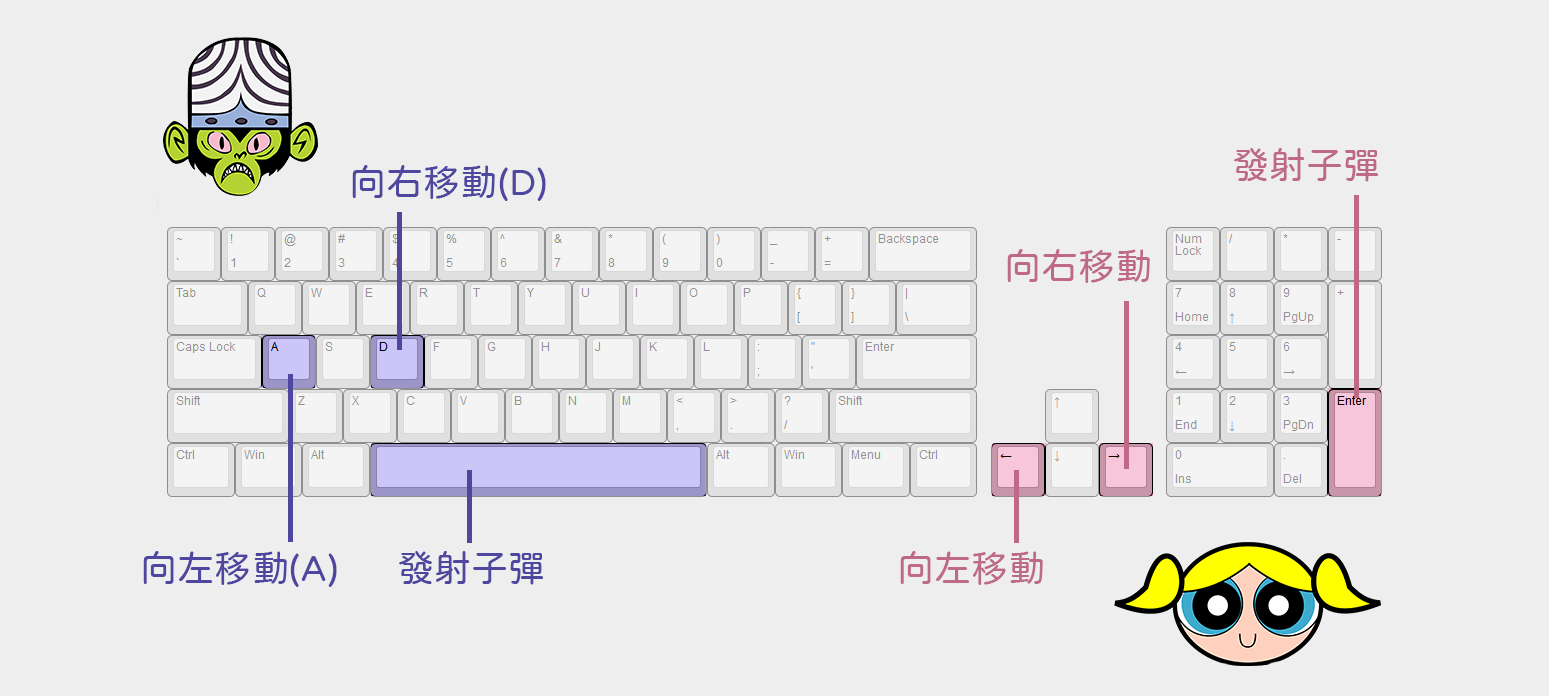 發射子彈
向右移動(D)
向右移動
~ ! @ # $ % ^ & * ( ) _ + Backspace
` 1 2 3 4 5 6 7 8 9 0 - =
Num Lock / * -
Tab Q W E R T Y U I O P { } |
[ ] \
7 8 9 +
Home ↑ PgUp
Caps Lock A S D F G H J K L : " Enter
; '
4 5 6
← →
Shift Z X C V B N M < > ? Shift
, . /
↑
1 2 3 Enter
End ↓ PgDn
Ctrl Win Alt Alt Win Menu Ctrl
← ↓ →
0 .
Ins Del
向左移動(A)
發射子彈
向左移動